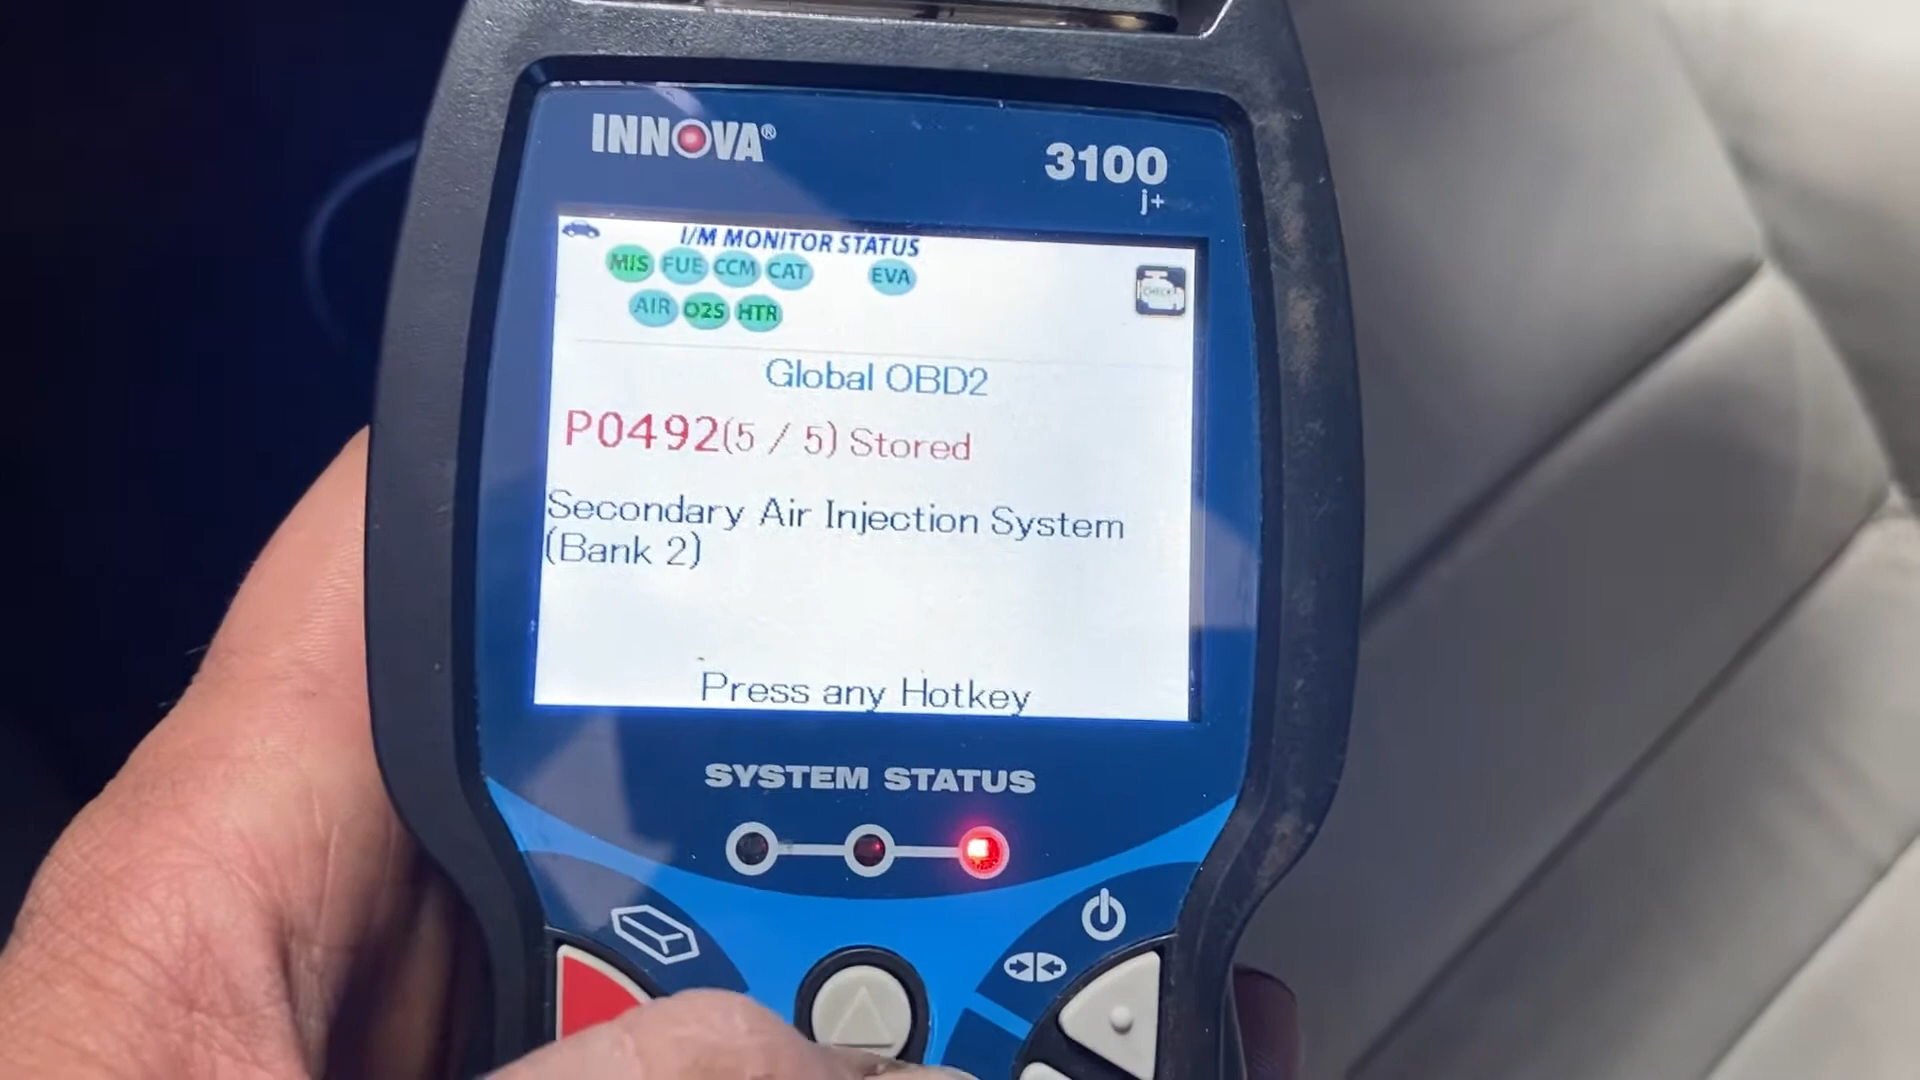 INNOVA®
3100
j+
I/M MONITOR STATUS
MIS FUE CCM CAT EVA
AIR O2S HTR
CHECK
Global OBD2
P0492(5 / 5) Stored
Secondary Air Injection System
(Bank 2)
Press any Hotkey
SYSTEM STATUS